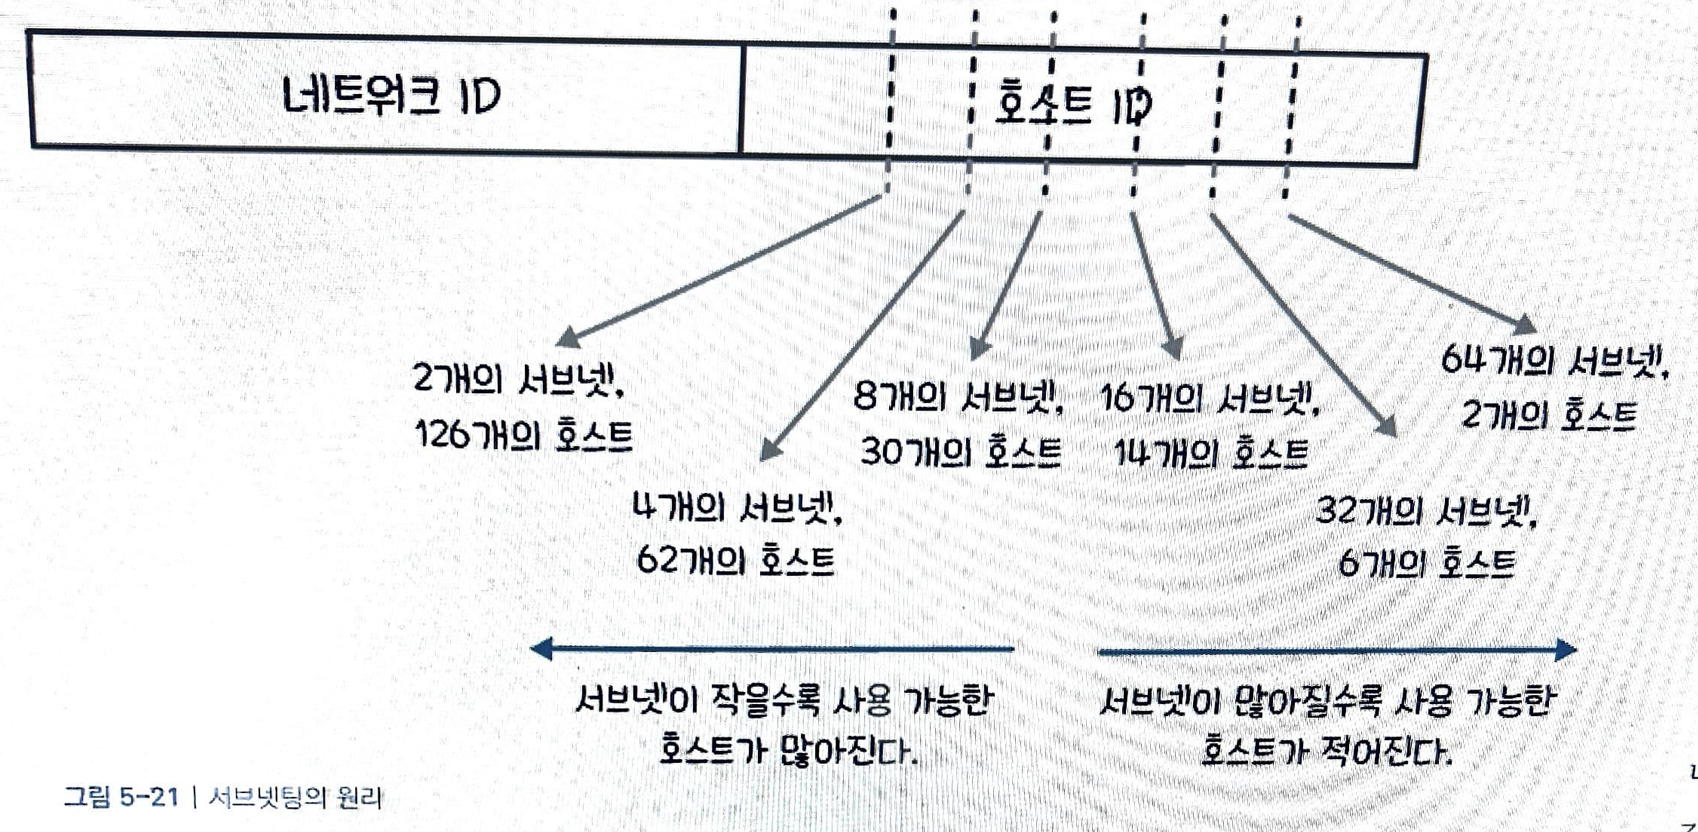 네트워크 ID
호스트 ID
2개의 서브넷,
126개의 호스트
4개의 서브넷,
62개의 호스트
8개의 서브넷,
30개의 호스트
16개의 서브넷,
14개의 호스트
32개의 서브넷,
6개의 호스트
64개의 서브넷,
2개의 호스트
서브넷이 작을수록 사용 가능한
호스트가 많아진다.
서브넷이 많아질수록 사용 가능한
호스트가 적어진다.
그림 5-21 | 서브넷팅의 원리